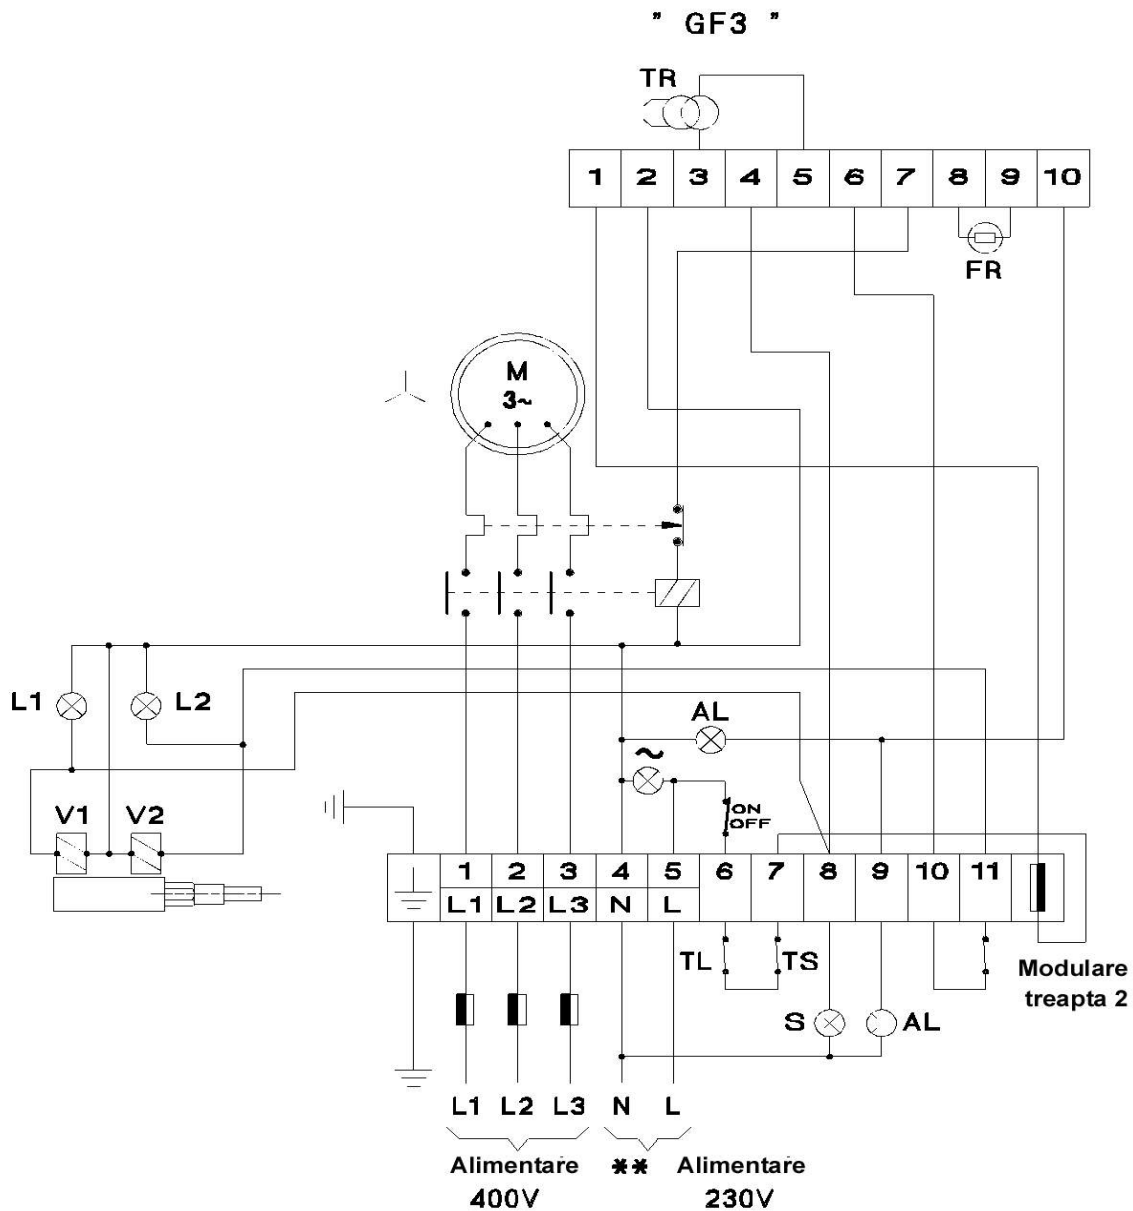 " GF3 "
TR
1 2 3 4 5 6 7 8 9 10
FR
M
3~
L1
L2
AL
~
V1 V2
ON
OFF
1 2 3 4 5 6 7 8 9 10 11
L1 L2 L3 N L
TL TS
Modulare
treapta 2
S AL
L1 L2 L3 N L
Alimentare ** Alimentare
400V 230V